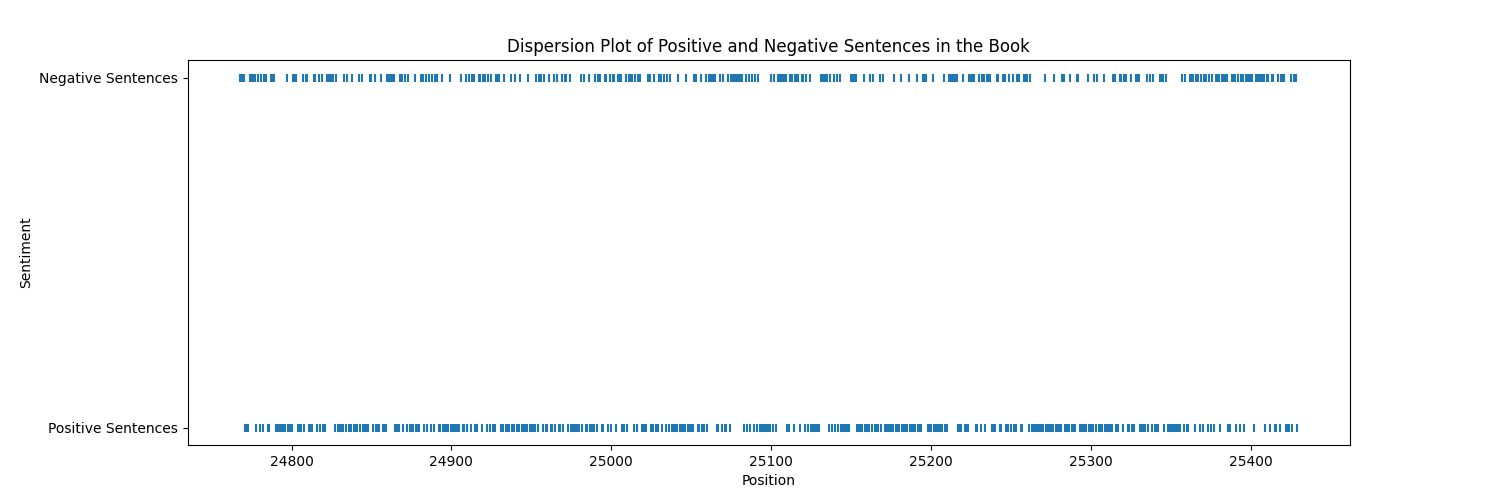 Dispersion Plot of Positive and Negative Sentences in the Book
Negative Sentences
Sentiment
Positive Sentences
24800 24900 25000 25100 25200 25300 25400
Position